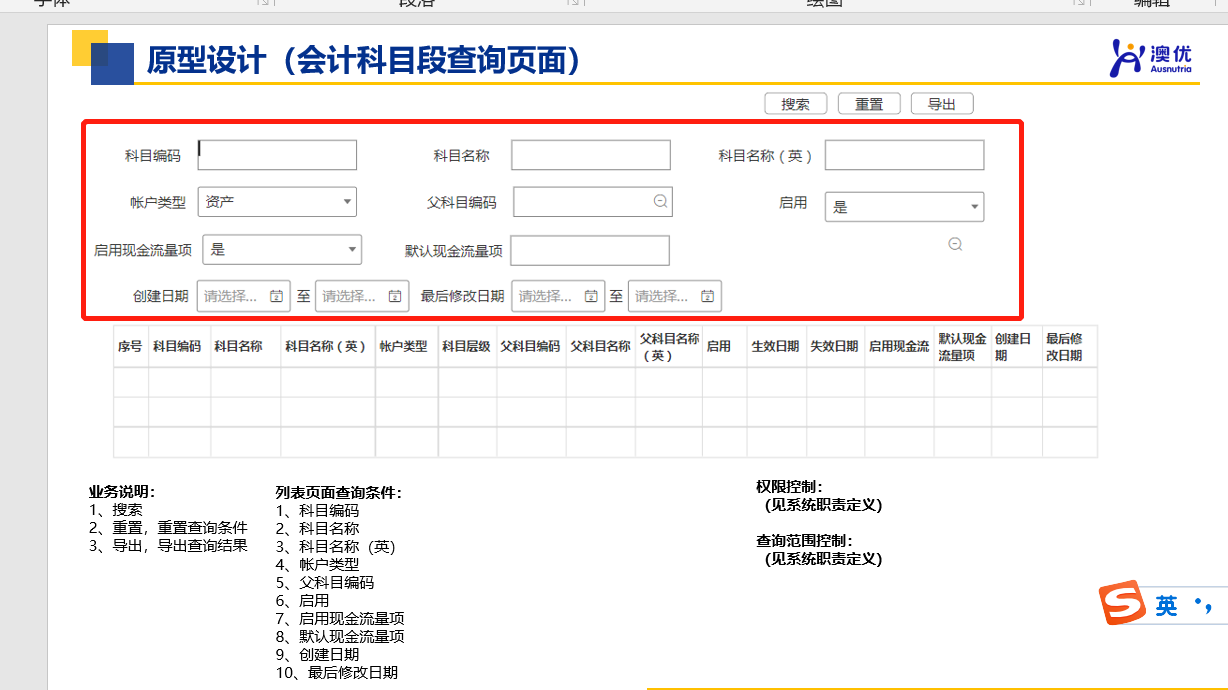 字体 段落 绘图 编辑
原型设计（会计科目段查询页面）
澳优
Ausnutria
搜索 重置 导出
科目编码 科目名称 科目名称（英）
帐户类型 资产 父科目编码 启用 是
启用现金流量项 是 默认现金流量项
创建日期 请选择... 至 请选择... 最后修改日期 请选择... 至 请选择...
序号 科目编码 科目名称 科目名称（英） 帐户类型 科目层级 父科目编码 父科目名称 父科目名称（英） 启用 生效日期 失效日期 启用现金流 默认现金流量项 创建日期 最后修改日期
业务说明：
1、搜索
2、重置，重置查询条件
3、导出，导出查询结果
列表页面查询条件：
1、科目编码
2、科目名称
3、科目名称（英）
4、帐户类型
5、父科目编码
6、启用
7、启用现金流量项
8、默认现金流量项
9、创建日期
10、最后修改日期
权限控制：
（见系统职责定义）
查询范围控制：
（见系统职责定义）
英